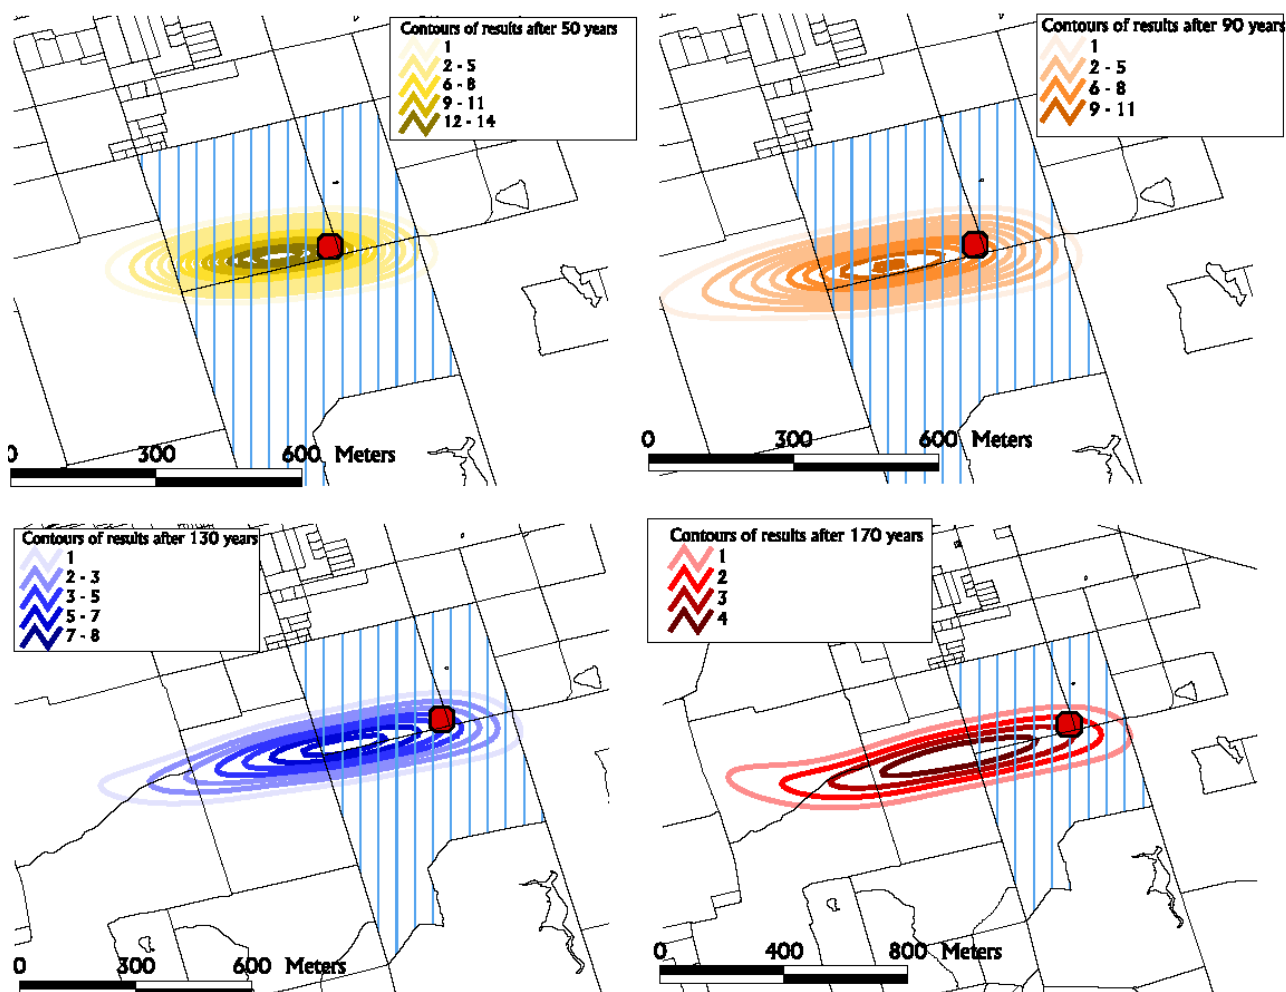 Contours of results after 50 years
1
2 - 5
6 - 8
9 - 11
12 - 14
0 300 600 Meters
Contours of results after 90 years
1
2 - 5
6 - 8
9 - 11
0 300 600 Meters
Contours of results after 130 years
1
2 - 3
3 - 5
5 - 7
7 - 8
0 300 600 Meters
Contours of results after 170 years
1
2
3
4
0 400 800 Meters